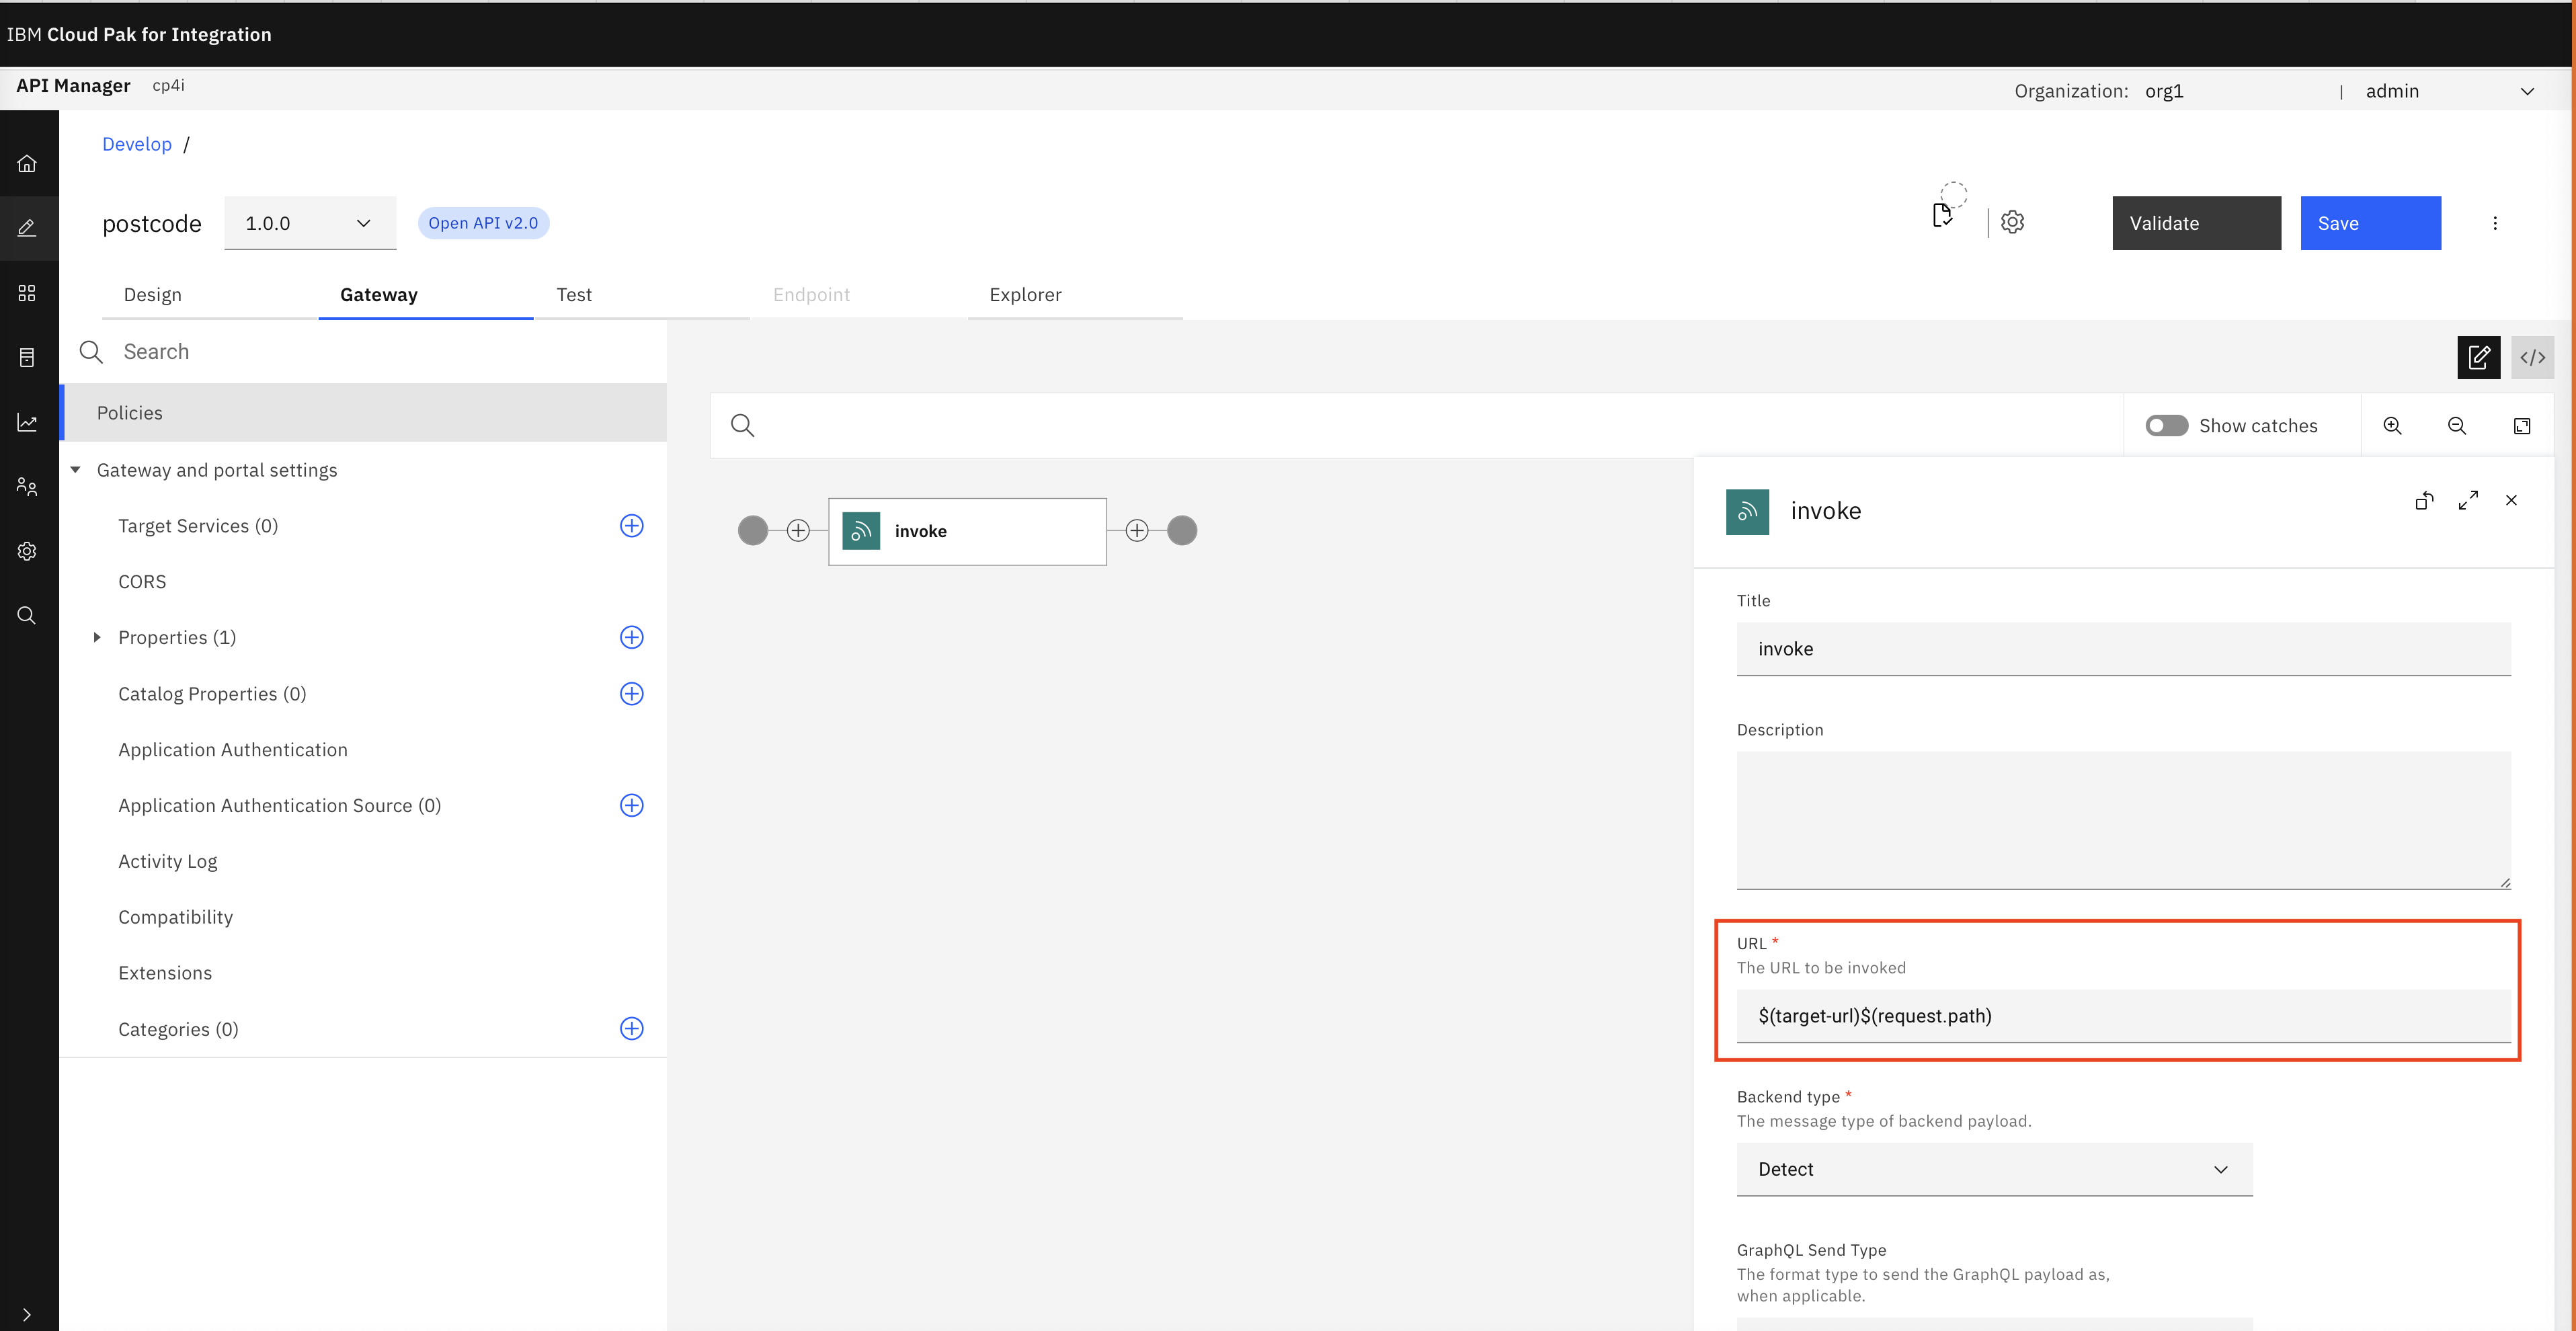 IBM Cloud Pak for Integration
API Manager cp4i
Organization: org1 | admin
Develop /
postcode 1.0.0 Open API v2.0
Validate Save
Design Gateway Test Endpoint Explorer
Search
Policies
Show catches
Gateway and portal settings
Target Services (0)
CORS
Properties (1)
Catalog Properties (0)
Application Authentication
Application Authentication Source (0)
Activity Log
Compatibility
Extensions
Categories (0)
invoke
invoke
Title
invoke
Description
URL *
The URL to be invoked
$(target-url)$(request.path)
Backend type *
The message type of backend payload.
Detect
GraphQL Send Type
The format type to send the GraphQL payload as,
when applicable.